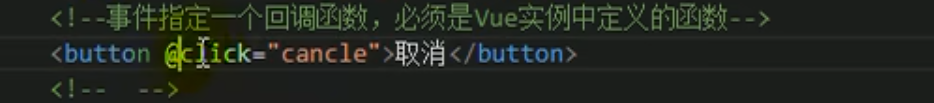 <!--事件指定一个回调函数，必须是Vue实例中定义的函数-->
<button @click="cancle">取消</button>
<!--  -->